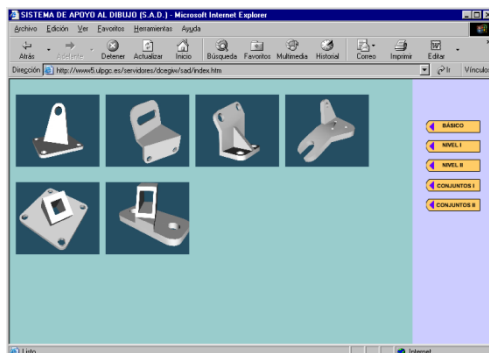 SISTEMA DE APOYO AL DIBUJO (S.A.D.) - Microsoft Internet Explorer
Archivo Edición Ver Favoritos Herramientas Ayuda
Atrás Adelante Detener Actualizar Inicio Búsqueda Favoritos Multimedia Historial Correo Imprimir Editar
Dirección http://www5.ulpgc.es/servidores/dcegiw/sad/index.htm Ir Vínculos
BÁSICO
NIVEL I
NIVEL II
CONJUNTOS I
CONJUNTOS II
Listo Internet